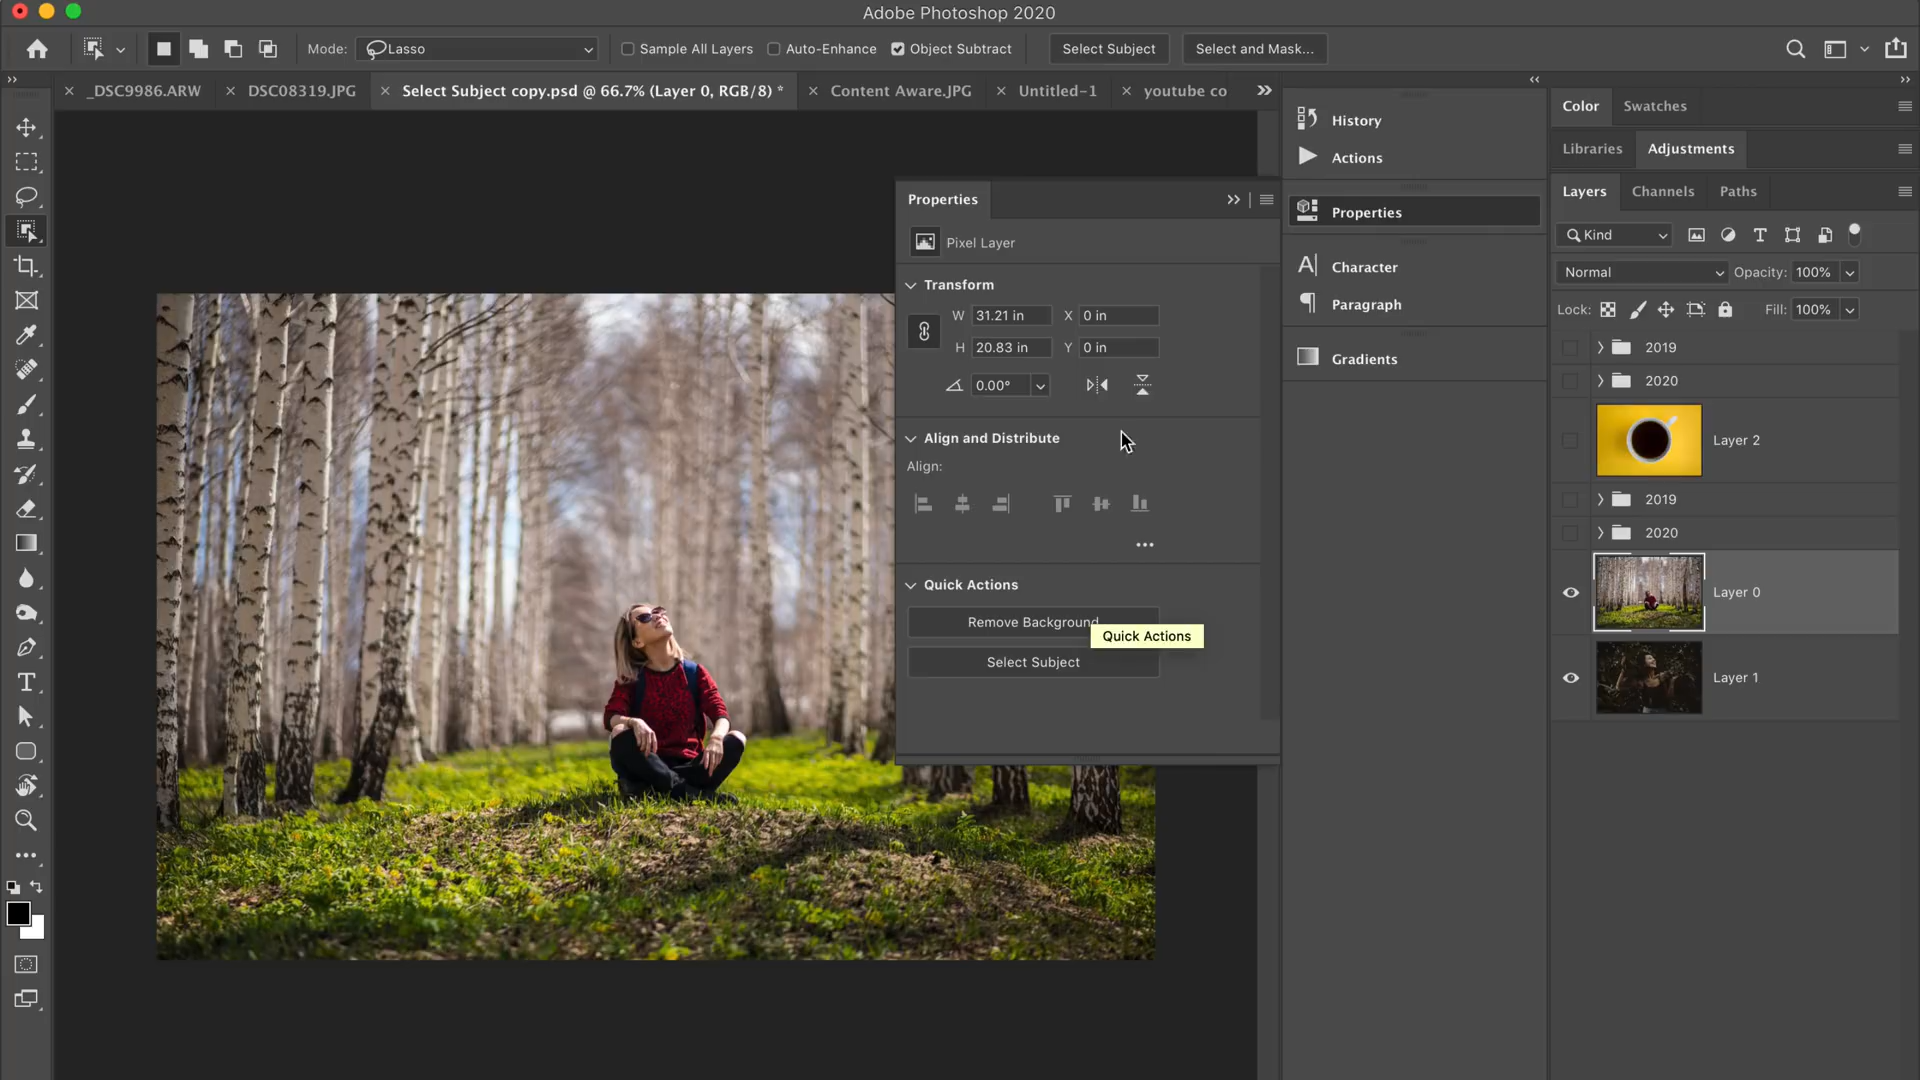 Adobe Photoshop 2020
Mode: Lasso Sample All Layers Auto-Enhance Object Subtract Select Subject Select and Mask...
_DSC9986.ARW DSC08319.JPG Select Subject copy.psd @ 66.7% (Layer 0, RGB/8) * Content Aware.JPG Untitled-1 youtube co
Properties
Pixel Layer
Transform
W 31.21 in X 0 in
H 20.83 in Y 0 in
0.00°
Align and Distribute
Align:
Quick Actions
Remove Background
Quick Actions
Select Subject
History
Actions
Properties
Character
Paragraph
Gradients
Color Swatches
Libraries Adjustments
Layers Channels Paths
Kind
Normal Opacity: 100%
Lock: Fill: 100%
2019
2020
Layer 2
2019
2020
Layer 0
Layer 1